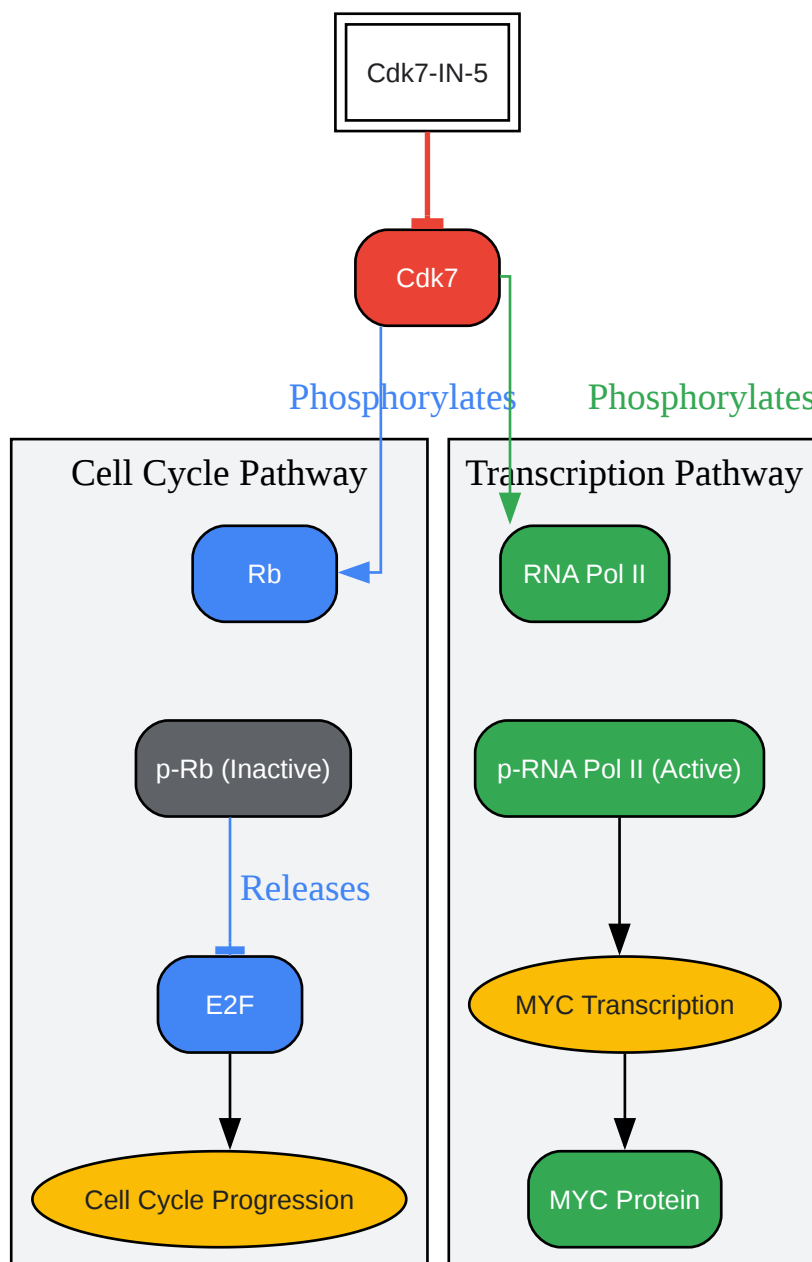 Cdk7-IN-5
Cdk7
Phosphorylates
Phosphorylates
Cell Cycle Pathway
Transcription Pathway
Rb
RNA Pol II
p-Rb (Inactive)
p-RNA Pol II (Active)
Releases
E2F
MYC Transcription
Cell Cycle Progression
MYC Protein